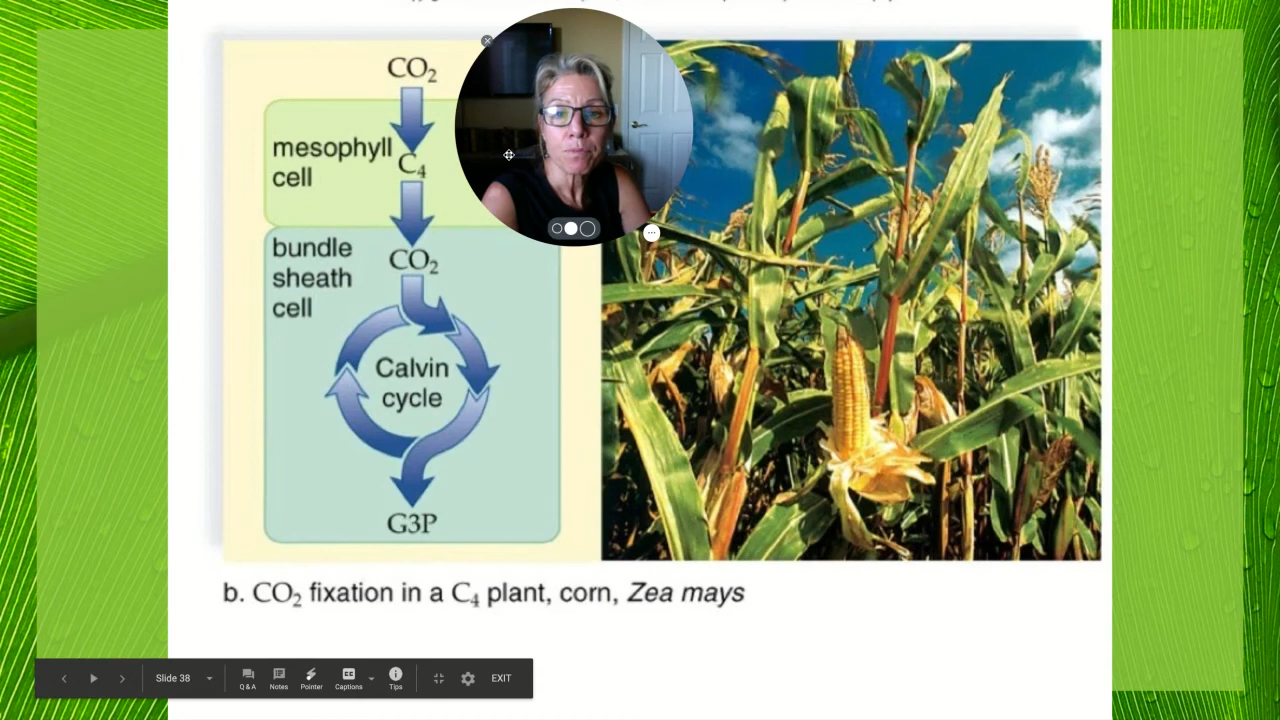 CO₂
mesophyll
cell
C₄
bundle
sheath
cell
CO₂
Calvin
cycle
G3P
b. CO₂ fixation in a C₄ plant, corn, Zea mays
Slide 38
Q & A
Notes
Pointer
Captions
Tips
EXIT